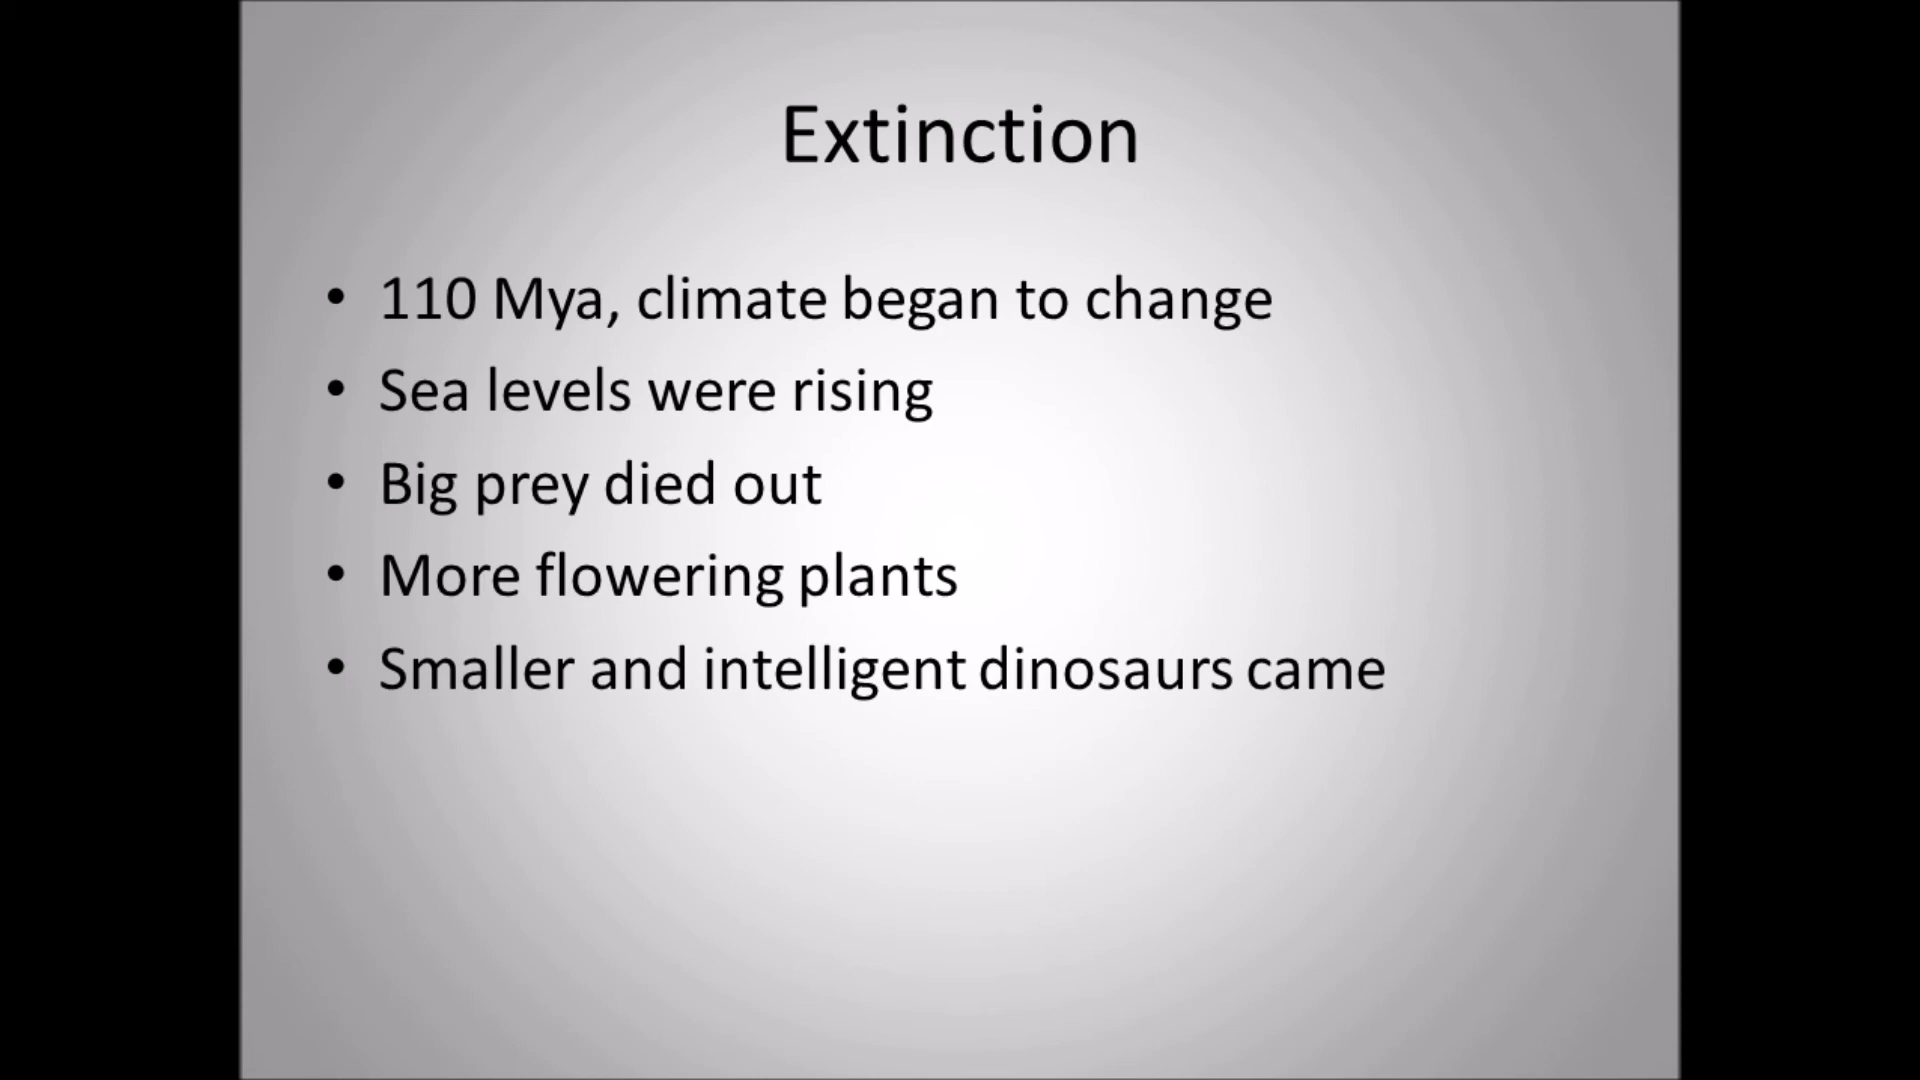 Extinction
• 110 Mya, climate began to change
• Sea levels were rising
• Big prey died out
• More flowering plants
• Smaller and intelligent dinosaurs came